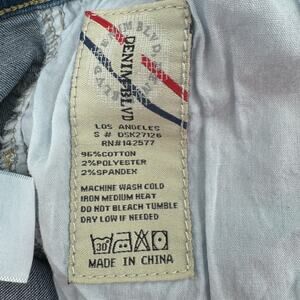 DENIM BLVD
LOS ANGELES
S # DSK27126
RN#142577
96%COTTON
2%POLYESTER
2%SPANDEX
MACHINE WASH COLD
IRON MEDIUM HEAT
DO NOT BLEACH TUMBLE
DRY LOW IF NEEDED
30
MADE IN CHINA